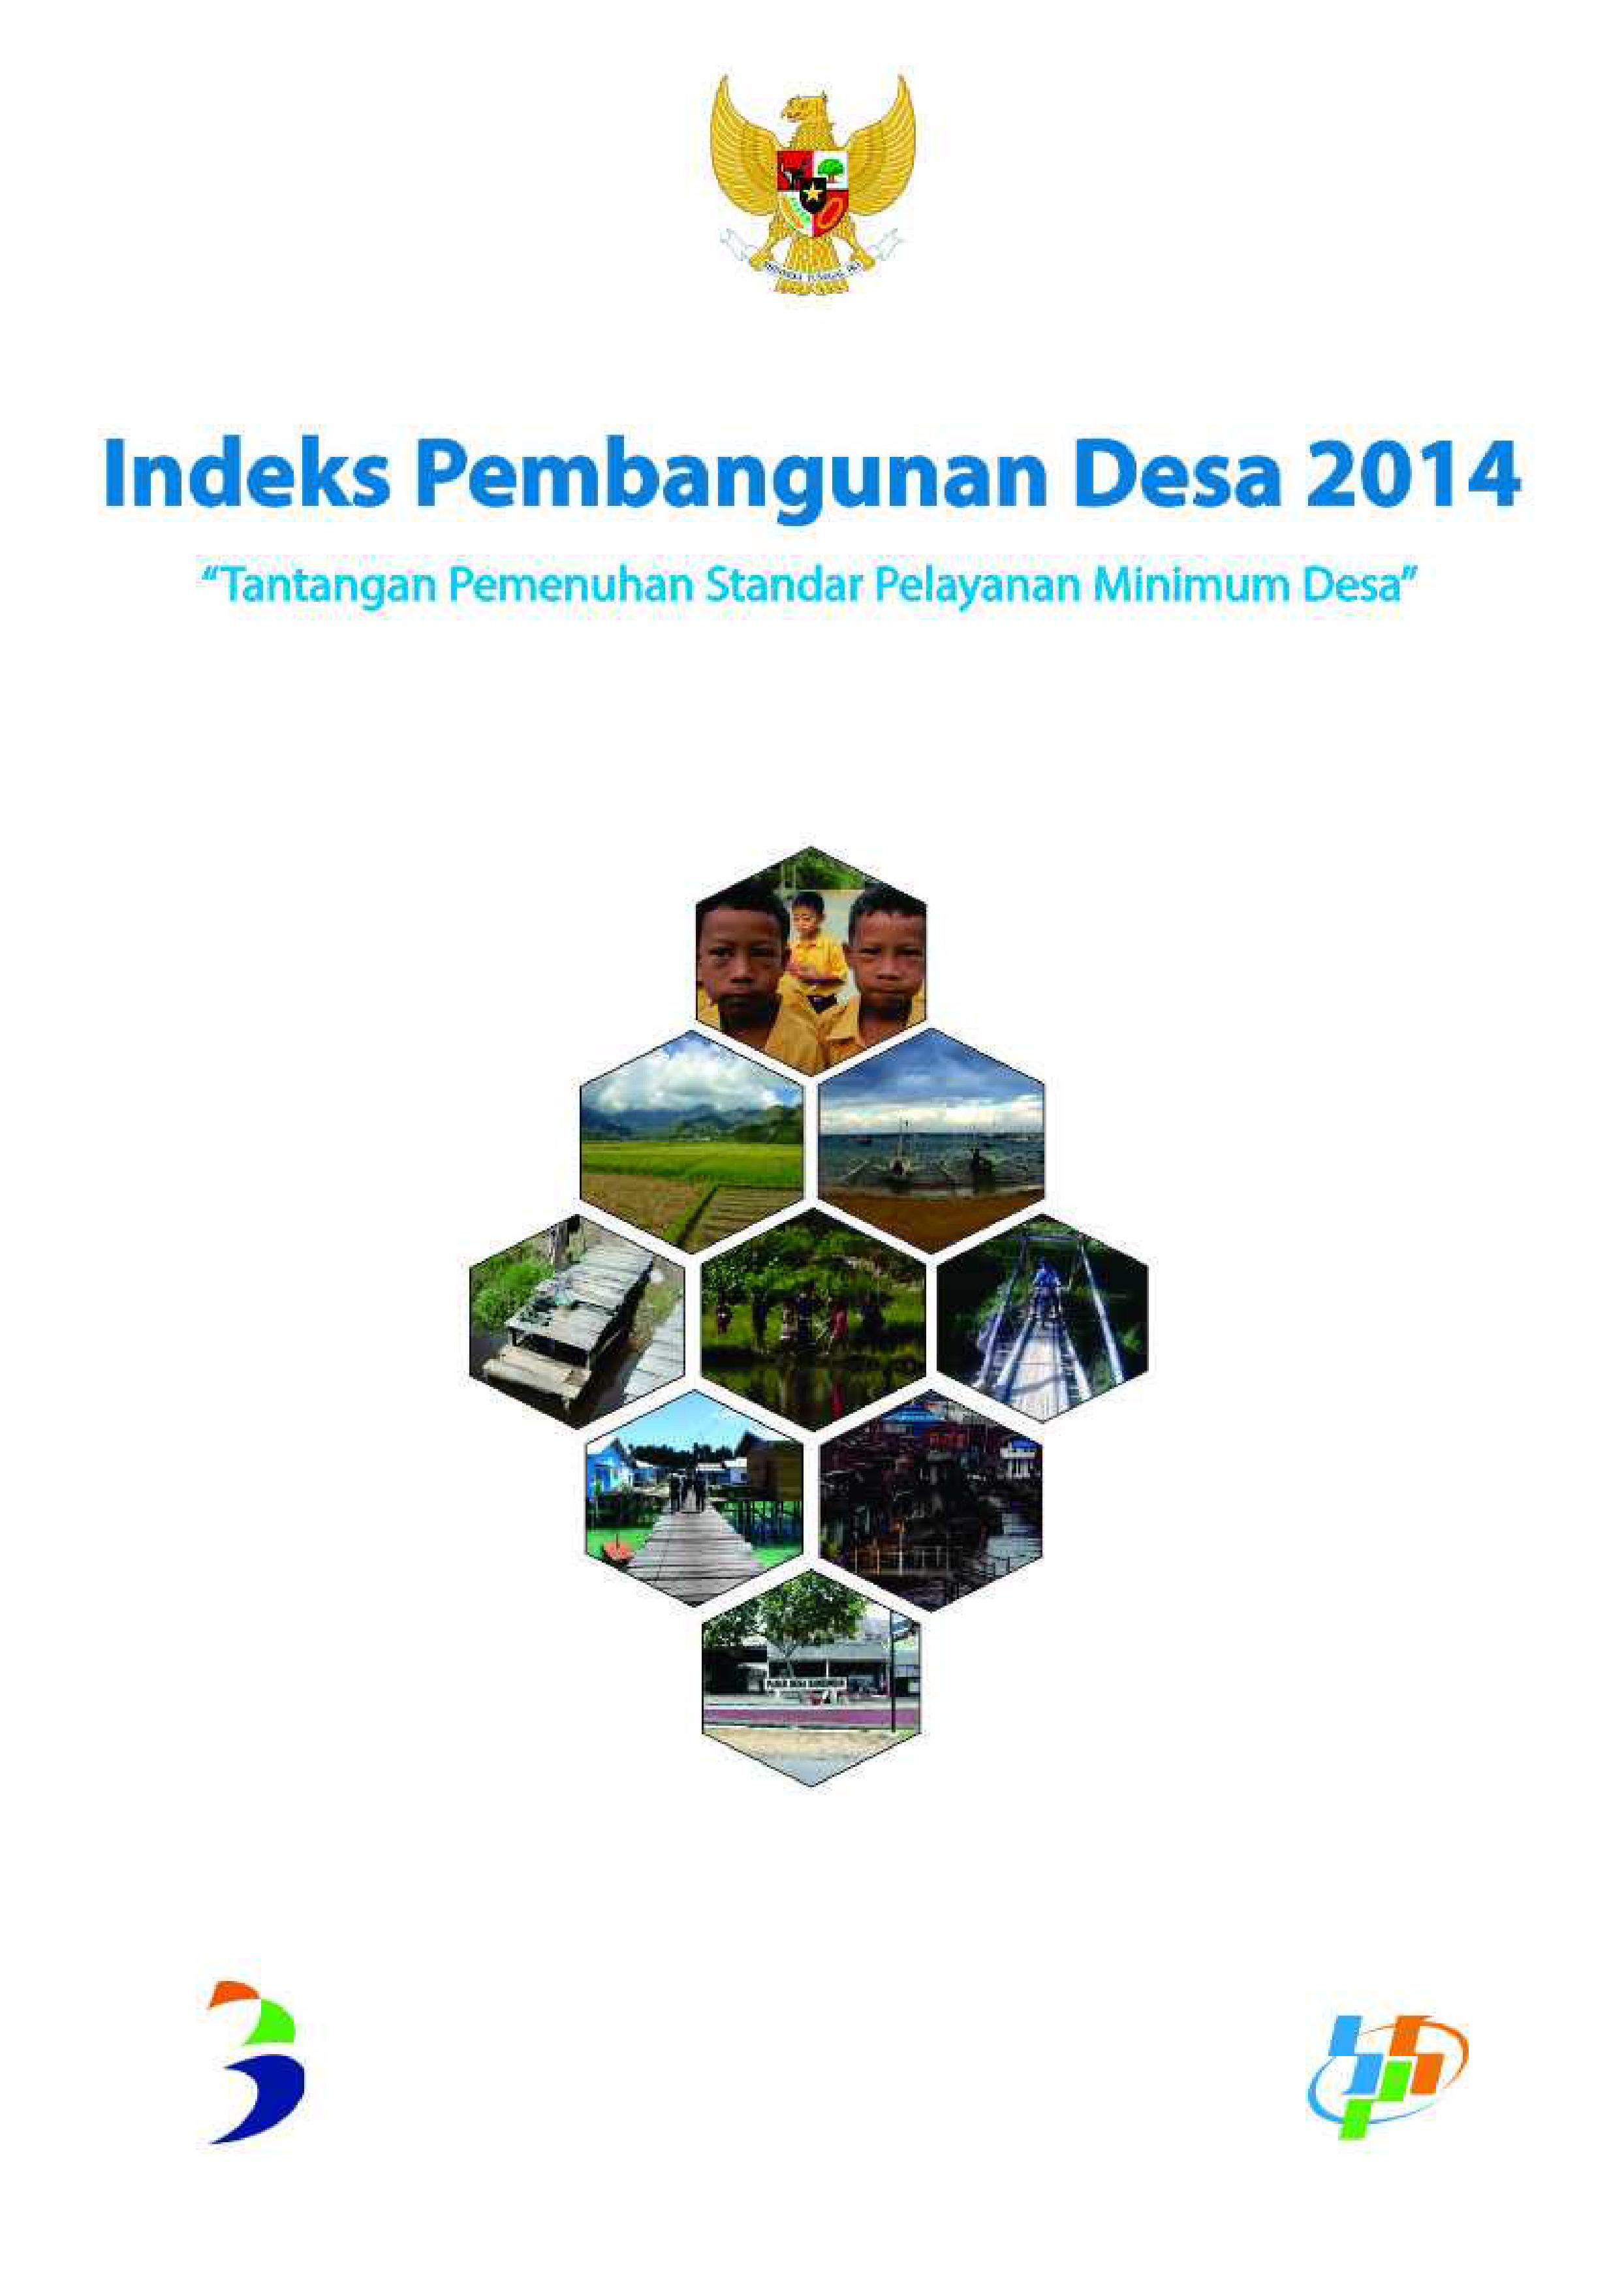 Indeks Pembangunan Desa 2014
“Tantangan Pemenuhan Standar Pelayanan Minimum Desa”